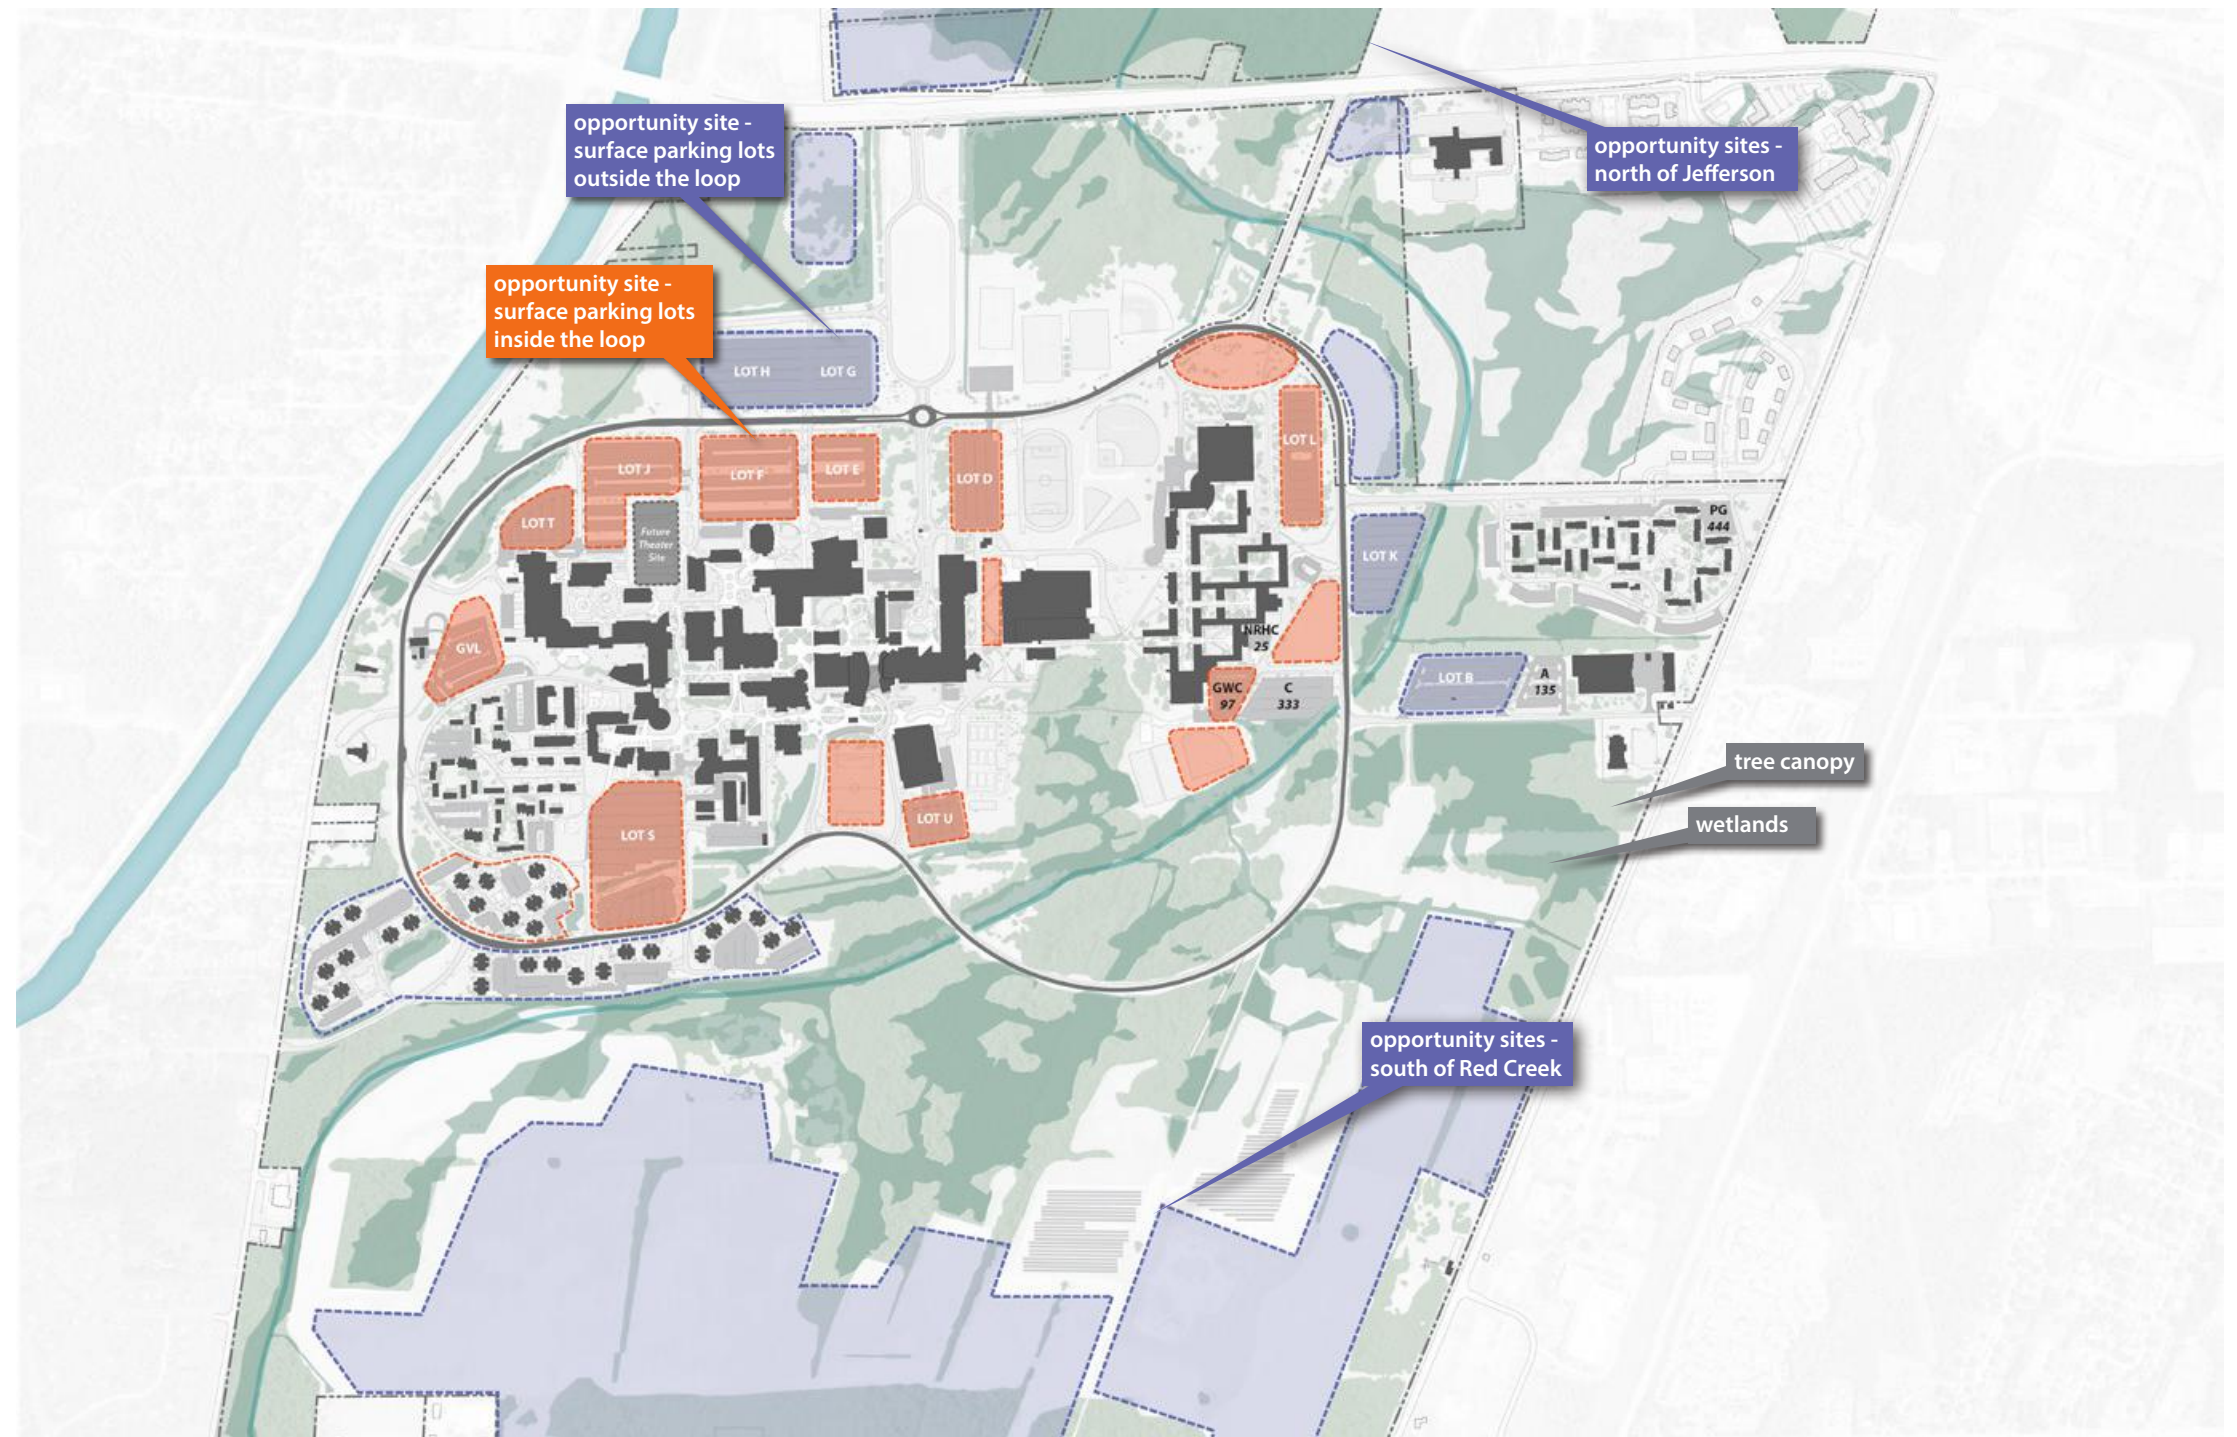 opportunity site -
surface parking lots
outside the loop
opportunity sites -
north of Jefferson
opportunity site -
surface parking lots
inside the loop
LOT H
LOT G
LOT J
LOT F
LOT E
LOT D
LOT L
LOT T
Future
Theater
Site
PG
444
LOT K
GVL
NRHC
25
GWC
97
C
333
LOT B
A
135
tree canopy
wetlands
LOT U
LOT S
opportunity sites -
south of Red Creek